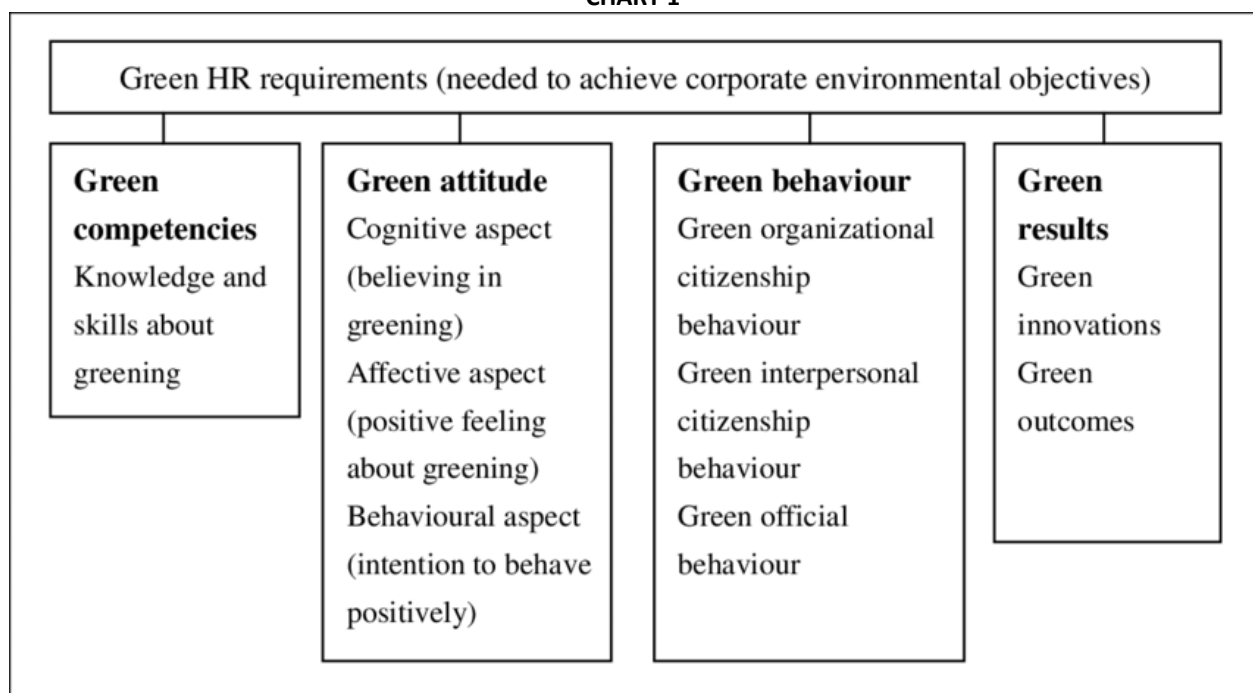 CHART 1
Green HR requirements (needed to achieve corporate environmental objectives)
Green
competencies
Knowledge and
skills about
greening
Green attitude
Cognitive aspect
(believing in
greening)
Affective aspect
(positive feeling
about greening)
Behavioural aspect
(intention to behave
positively)
Green behaviour
Green organizational
citizenship
behaviour
Green interpersonal
citizenship
behaviour
Green official
behaviour
Green
results
Green
innovations
Green
outcomes